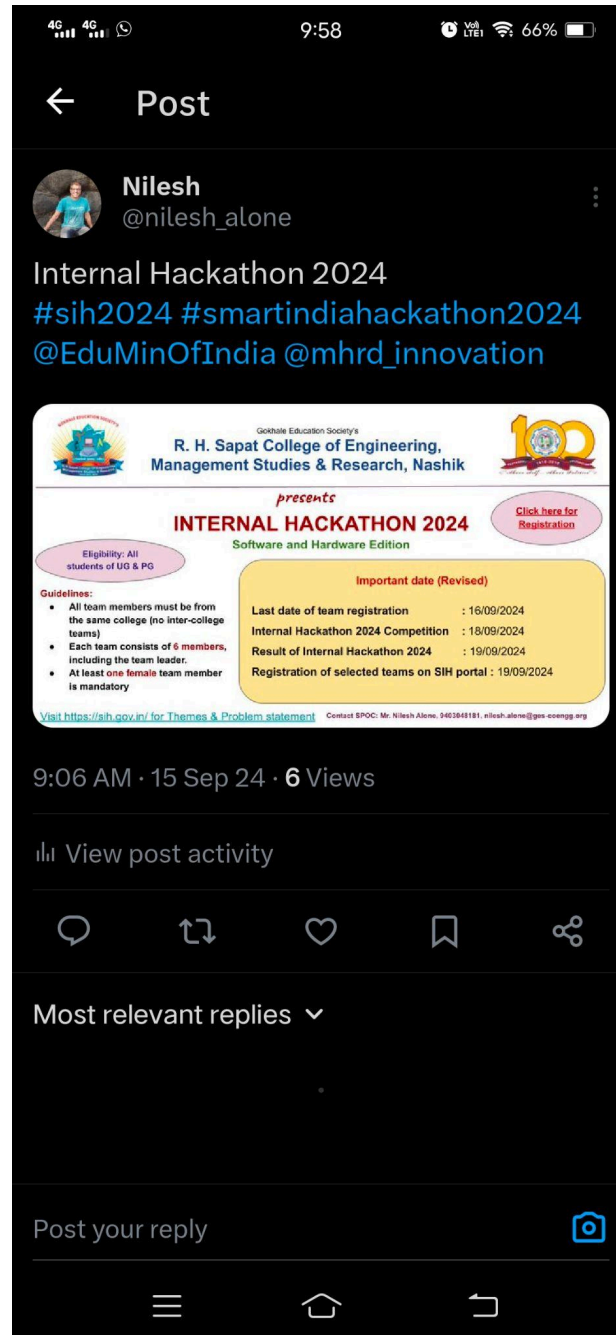 4G 4G 9:58 Vo) LTE1 66%
Post
Nilesh
@nilesh_alone
Internal Hackathon 2024
#sih2024 #smartindiahackathon2024
@EduMinOfIndia @mhrd_innovation
Gokhale Education Society's
R. H. Sapat College of Engineering,
Management Studies & Research, Nashik
100
presents
INTERNAL HACKATHON 2024
Software and Hardware Edition
Click here for
Registration
Eligibility: All
students of UG & PG
Guidelines:
• All team members must be from
the same college (no inter-college
teams)
• Each team consists of 6 members,
including the team leader.
• At least one female team member
is mandatory
Important date (Revised)
Last date of team registration : 16/09/2024
Internal Hackathon 2024 Competition : 18/09/2024
Result of Internal Hackathon 2024 : 19/09/2024
Registration of selected teams on SIH portal : 19/09/2024
Visit https://sih.gov.in/ for Themes & Problem statement
Contact SPOC: Mr. Nilesh Alone, 9403048181, nilesh.alone@ges-coengg.org
9:06 AM · 15 Sep 24 · 6 Views
View post activity
Most relevant replies
Post your reply